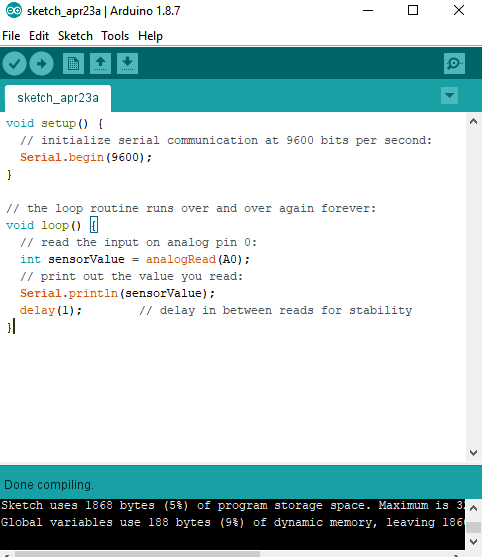 sketch_apr23a | Arduino 1.8.7
File Edit Sketch Tools Help
sketch_apr23a
void setup() {
  // initialize serial communication at 9600 bits per second:
  Serial.begin(9600);
}
// the loop routine runs over and over again forever:
void loop() {
  // read the input on analog pin 0:
  int sensorValue = analogRead(A0);
  // print out the value you read:
  Serial.println(sensorValue);
  delay(1);        // delay in between reads for stability
}
Done compiling.
Sketch uses 1868 bytes (5%) of program storage space. Maximum is
Global variables use 188 bytes (9%) of dynamic memory, leaving 186